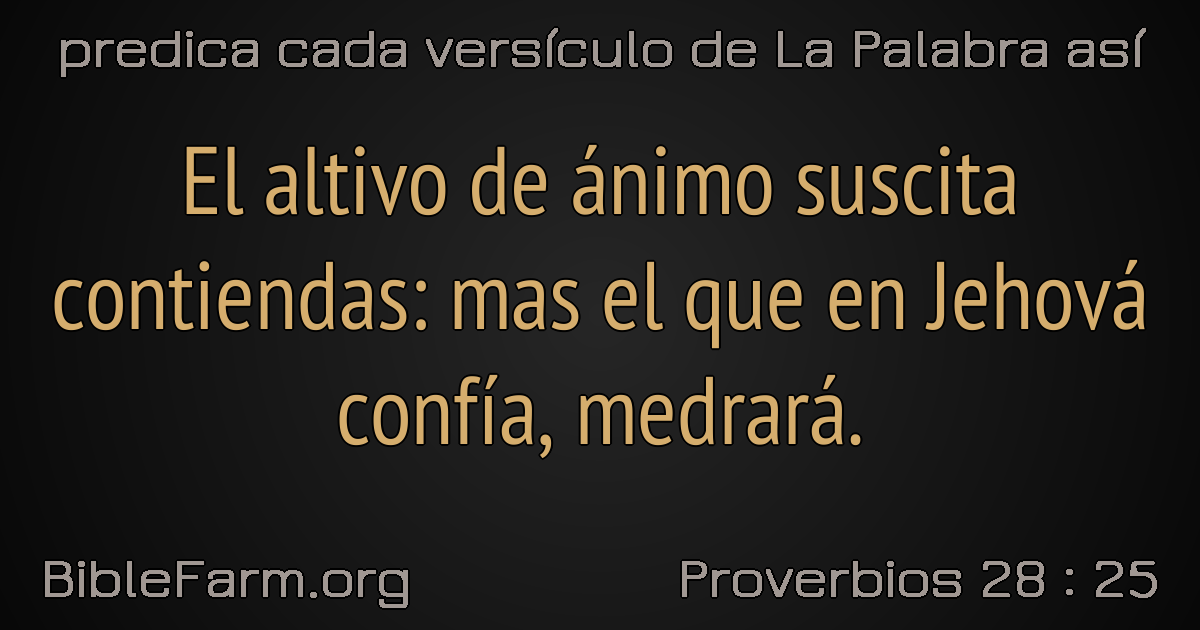 predica cada versículo de La Palabra así
El altivo de ánimo suscita
contiendas: mas el que en Jehová
confía, medrará.
BibleFarm.org
Proverbios 28 : 25